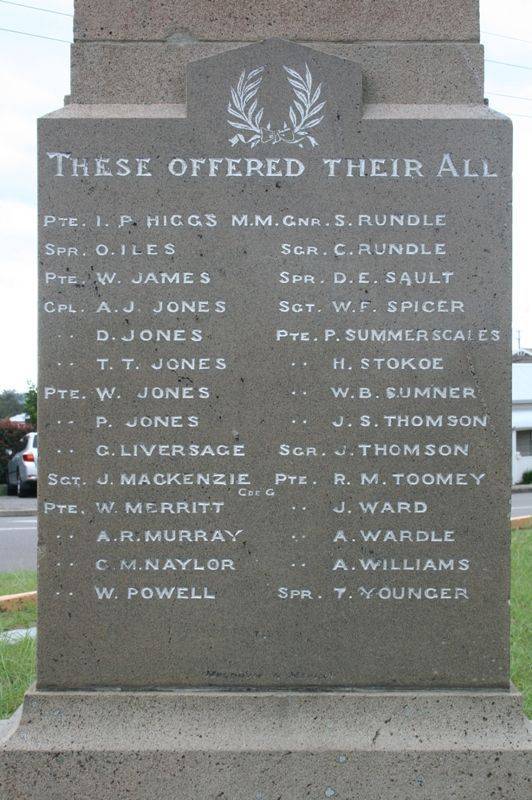 THESE OFFERED THEIR ALL
PTE. I. P. HIGGS M.M.
SPR. O. ILES
PTE. W. JAMES
CPL. A. J. JONES
" D. JONES
" T. T. JONES
PTE. W. JONES
" P. JONES
" G. LIVERSAGE
SGT. J. MACKENZIE
C DE G
PTE. W. MERRITT
" A. R. MURRAY
" G. M. NAYLOR
" W. POWELL
GNR. S. RUNDLE
SGR. C. RUNDLE
SPR. D. E. SAULT
SGT. W. F. SPICER
PTE. P. SUMMERSCALES
" H. STOKOE
" W. B. SUMNER
" J. S. THOMSON
SGR. J. THOMSON
PTE. R. M. TOOMEY
" J. WARD
" A. WARDLE
" A. WILLIAMS
SPR. T. YOUNGER